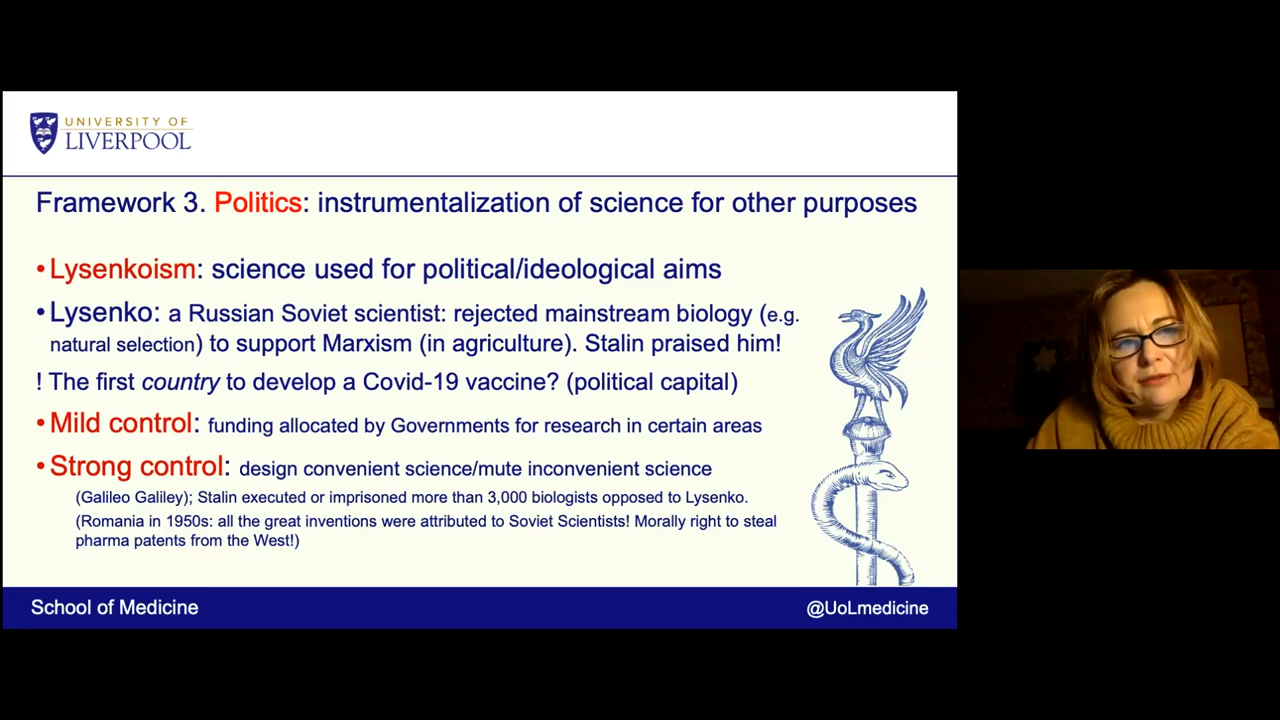 UNIVERSITY OF
LIVERPOOL
Framework 3. Politics: instrumentalization of science for other purposes
•Lysenkoism: science used for political/ideological aims
•Lysenko: a Russian Soviet scientist: rejected mainstream biology (e.g.
natural selection) to support Marxism (in agriculture). Stalin praised him!
! The first country to develop a Covid-19 vaccine? (political capital)
•Mild control: funding allocated by Governments for research in certain areas
•Strong control: design convenient science/mute inconvenient science
(Galileo Galiley); Stalin executed or imprisoned more than 3,000 biologists opposed to Lysenko.
(Romania in 1950s: all the great inventions were attributed to Soviet Scientists! Morally right to steal
pharma patents from the West!)
School of Medicine
@UoLmedicine